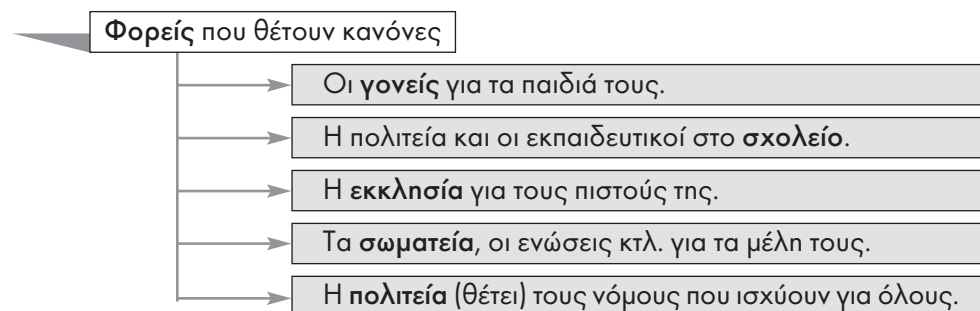 Φορείς που θέτουν κανόνες
Οι γονείς για τα παιδιά τους.
Η πολιτεία και οι εκπαιδευτικοί στο σχολείο.
Η εκκλησία για τους πιστούς της.
Τα σωματεία, οι ενώσεις κτλ. για τα μέλη τους.
Η πολιτεία (θέτει) τους νόμους που ισχύουν για όλους.